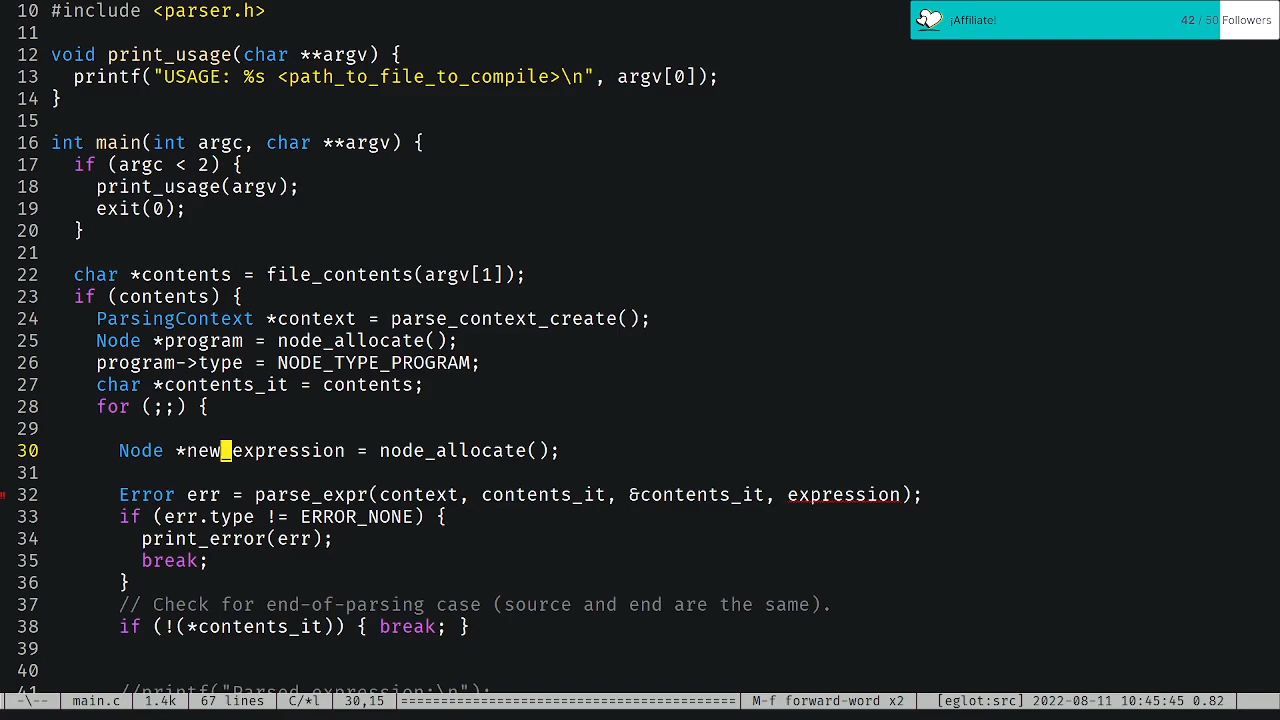 10 #include <parser.h>
¡Affiliate! 42 / 50 Followers
11
12 void print_usage(char **argv) {
13   printf("USAGE: %s <path_to_file_to_compile>\n", argv[0]);
14 }
15
16 int main(int argc, char **argv) {
17   if (argc < 2) {
18     print_usage(argv);
19     exit(0);
20   }
21
22   char *contents = file_contents(argv[1]);
23   if (contents) {
24     ParsingContext *context = parse_context_create();
25     Node *program = node_allocate();
26     program->type = NODE_TYPE_PROGRAM;
27     char *contents_it = contents;
28     for (;;) {
29
30       Node *new_expression = node_allocate();
31
32       Error err = parse_expr(context, contents_it, &contents_it, expression);
33       if (err.type != ERROR_NONE) {
34         print_error(err);
35         break;
36       }
37       // Check for end-of-parsing case (source and end are the same).
38       if (!(*contents_it)) { break; }
39
40
41       //printf("Parsed expression:\n");
-\-- main.c 1.4k 67 lines C/*l 30,15 M-f forward-word x2 [eglot:src] 2022-08-11 10:45:45 0.82